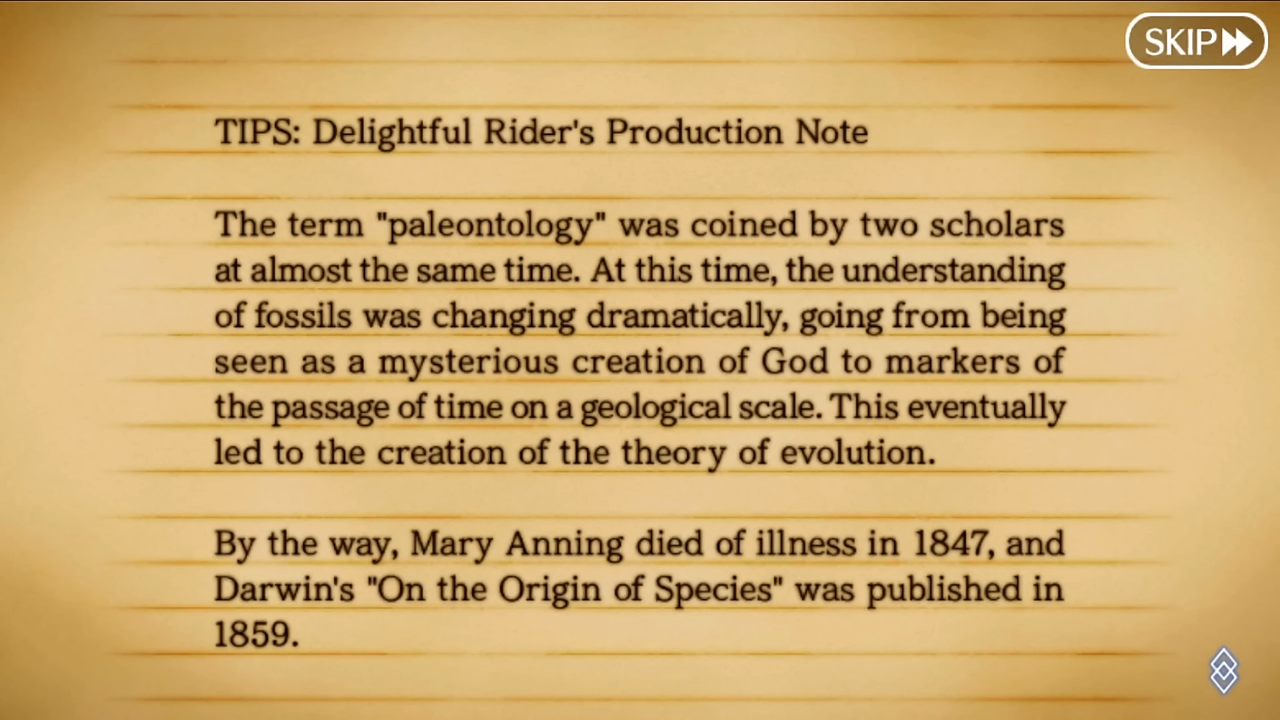 SKIP
TIPS: Delightful Rider's Production Note
The term "paleontology" was coined by two scholars
at almost the same time. At this time, the understanding
of fossils was changing dramatically, going from being
seen as a mysterious creation of God to markers of
the passage of time on a geological scale. This eventually
led to the creation of the theory of evolution.
By the way, Mary Anning died of illness in 1847, and
Darwin's "On the Origin of Species" was published in
1859.